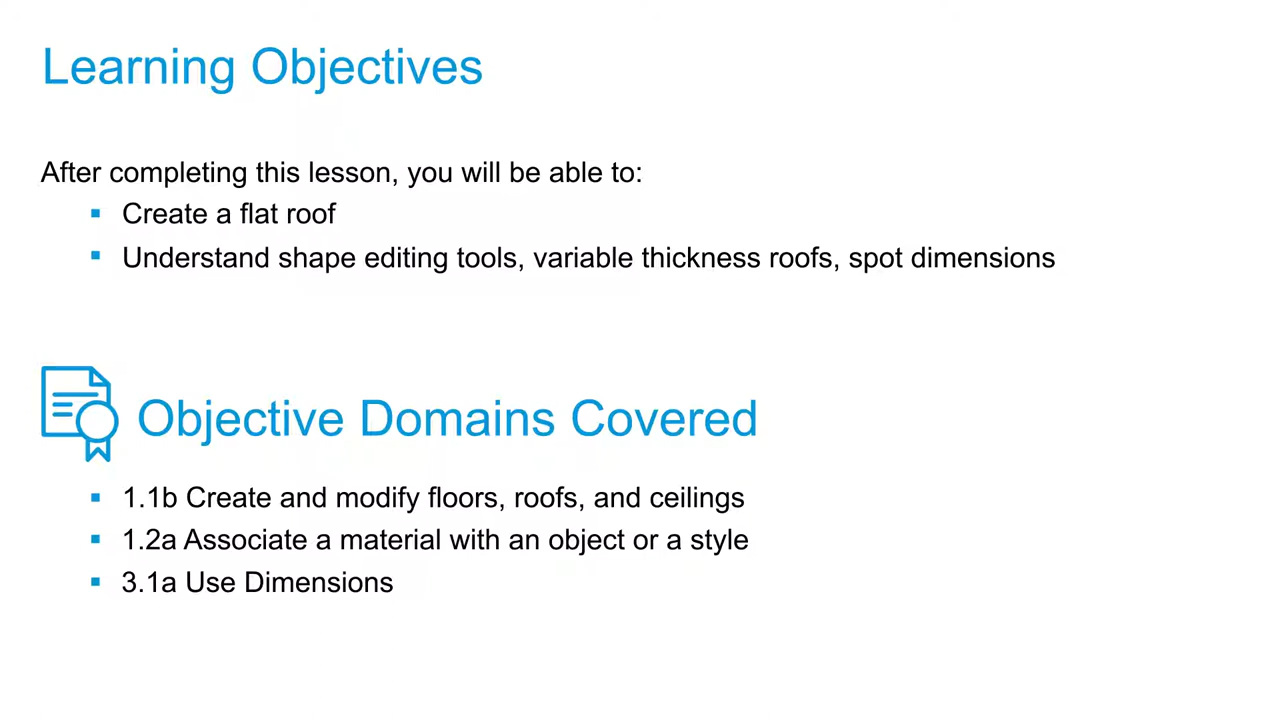 Learning Objectives
After completing this lesson, you will be able to:
Create a flat roof
Understand shape editing tools, variable thickness roofs, spot dimensions
Objective Domains Covered
1.1b Create and modify floors, roofs, and ceilings
1.2a Associate a material with an object or a style
3.1a Use Dimensions